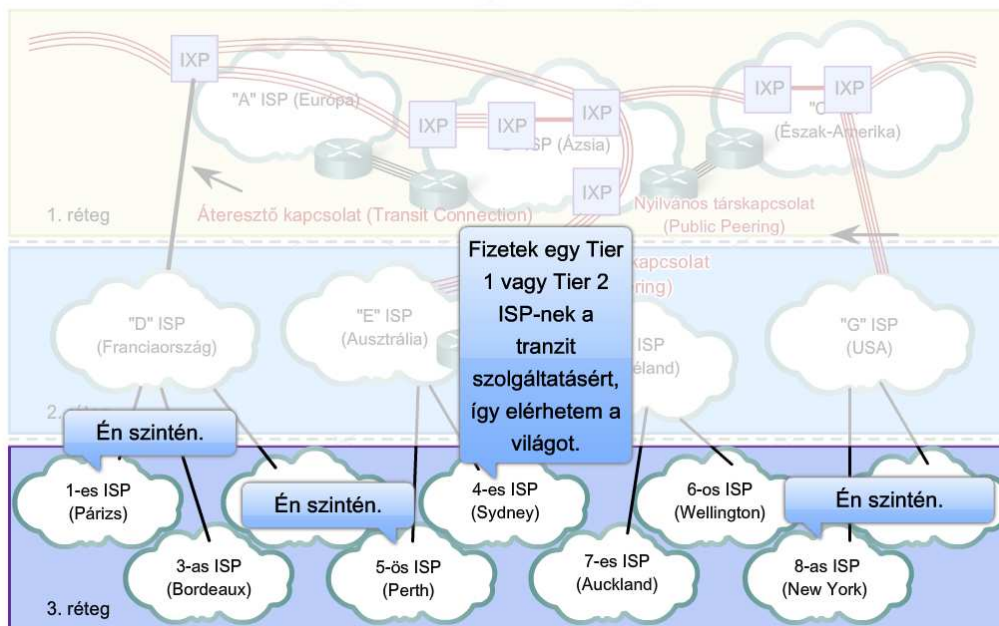 IXP
"A" ISP (Európa)
IXP
IXP
IXP
ISP (Ázsia)
IXP
IXP
IXP
(Észak-Amerika)
1. réteg
Áteresztő kapcsolat (Transit Connection)
Nyilvános társkapcsolat
(Public Peering)
kapcsolat
Fizetek egy Tier
1 vagy Tier 2
ISP-nek a
tranzit
szolgáltatásért,
így elérhetem a
világot.
"D" ISP
(Franciaország)
"E" ISP
(Ausztrália)
ISP
"G" ISP
(USA)
2.
Én szintén.
Én szintén.
Én szintén.
1-es ISP
(Párizs)
3-as ISP
(Bordeaux)
5-ös ISP
(Perth)
4-es ISP
(Sydney)
7-es ISP
(Auckland)
6-os ISP
(Wellington)
8-as ISP
(New York)
3. réteg